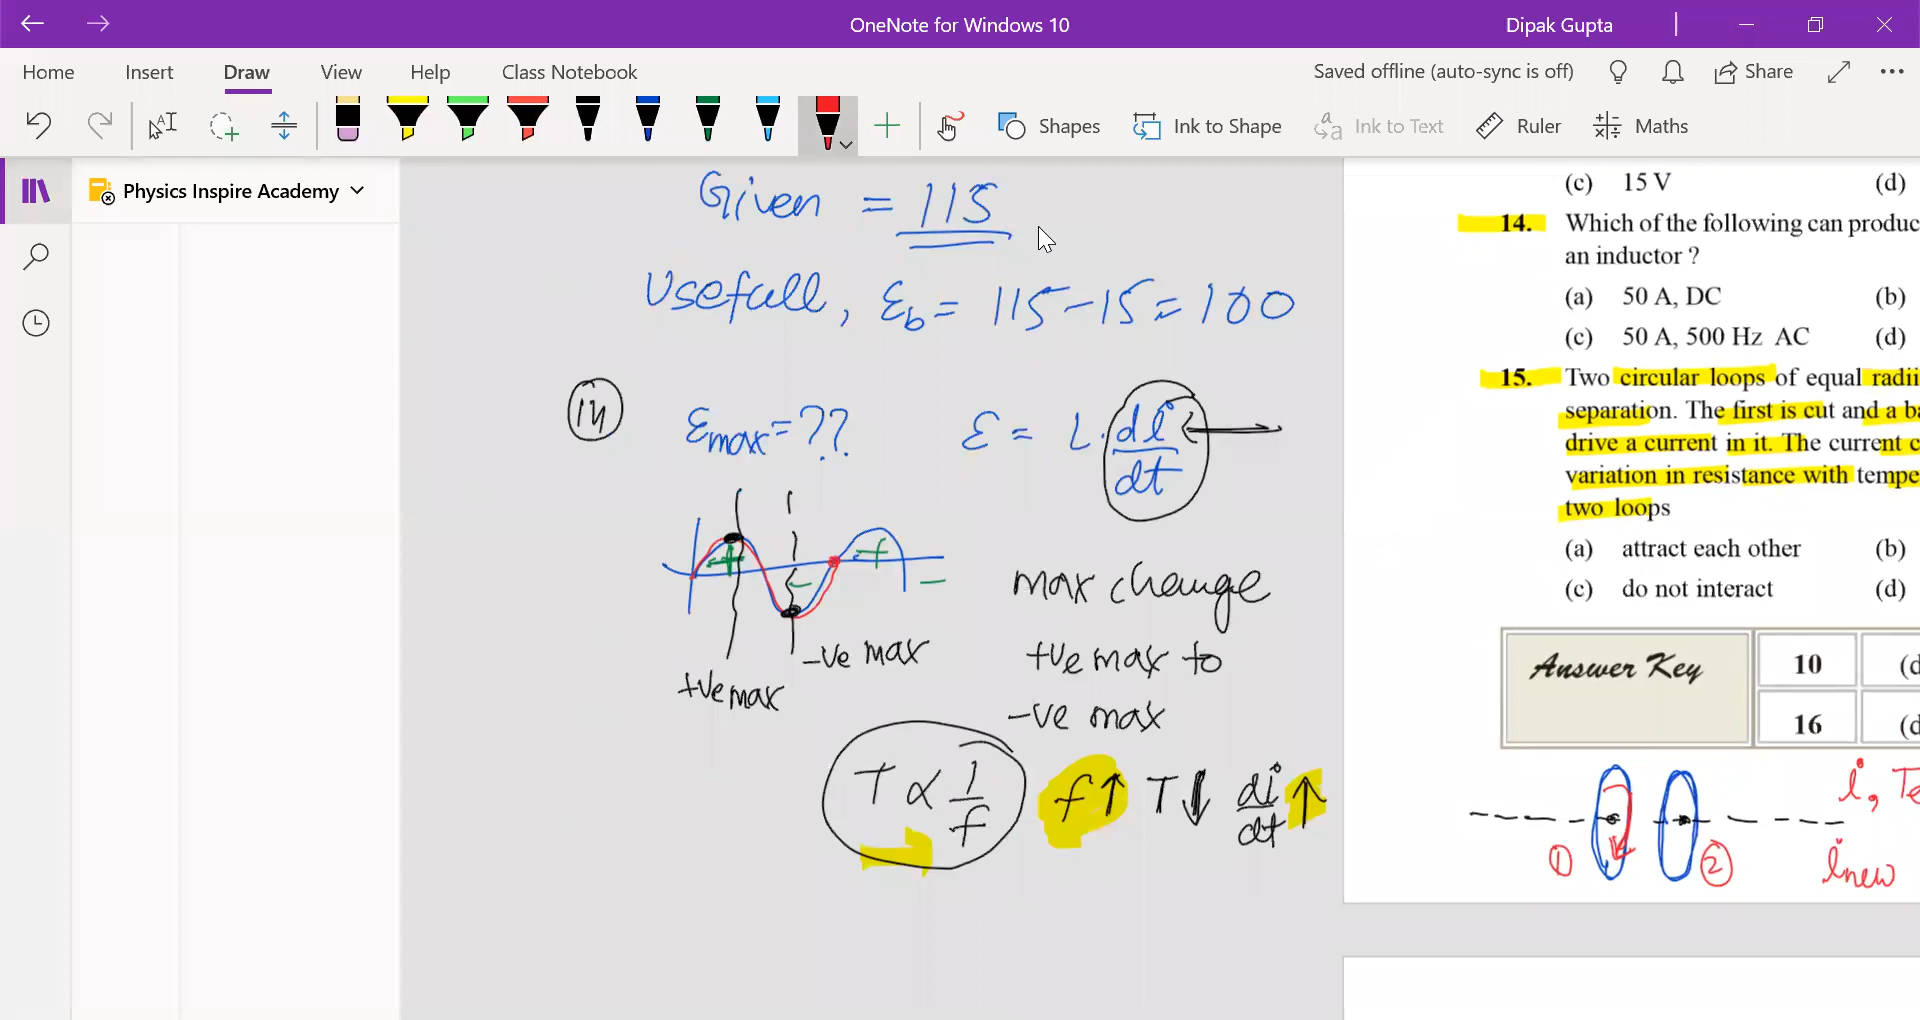 OneNote for Windows 10
Dipak Gupta
Home Insert Draw View Help Class Notebook
Saved offline (auto-sync is off) Share
Shapes Ink to Shape Ink to Text Ruler Maths
Physics Inspire Academy
Given = 115
Usefull, εb = 115-15 = 100
14
εmax = ?? ε = L. di/dt
+ - + -
-ve max
+ve max
max change
+ve max to
-ve max
T ∝ 1/f f↑ T↓ di/dt ↑
(c) 15 V (d)
14. Which of the following can produc
an inductor ?
(a) 50 A, DC (b)
(c) 50 A, 500 Hz AC (d)
15. Two circular loops of equal radii
separation. The first is cut and a ba
drive a current in it. The current c
variation in resistance with tempe
two loops
(a) attract each other (b)
(c) do not interact (d)
Answer Key 10 (d
16 (d
i, Te
① ② inew